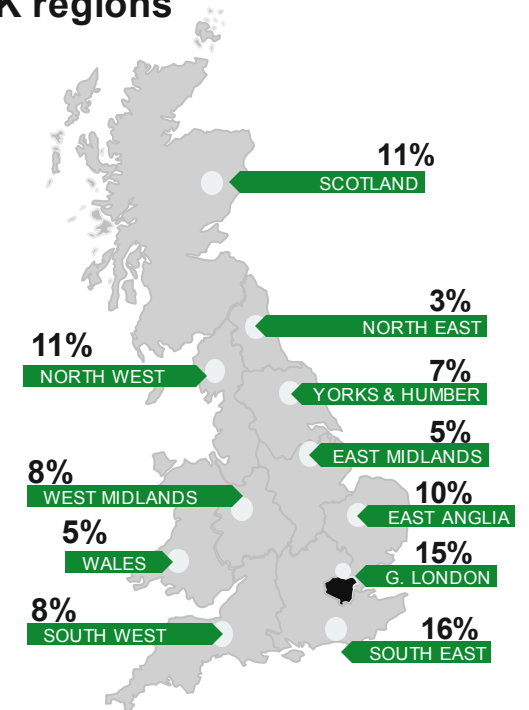 K regions
11%
SCOTLAND
3%
NORTH EAST
11%
NORTH WEST
7%
YORKS & HUMBER
5%
EAST MIDLANDS
8%
WEST MIDLANDS
10%
EAST ANGLIA
5%
WALES
15%
G. LONDON
8%
SOUTH WEST
16%
SOUTH EAST